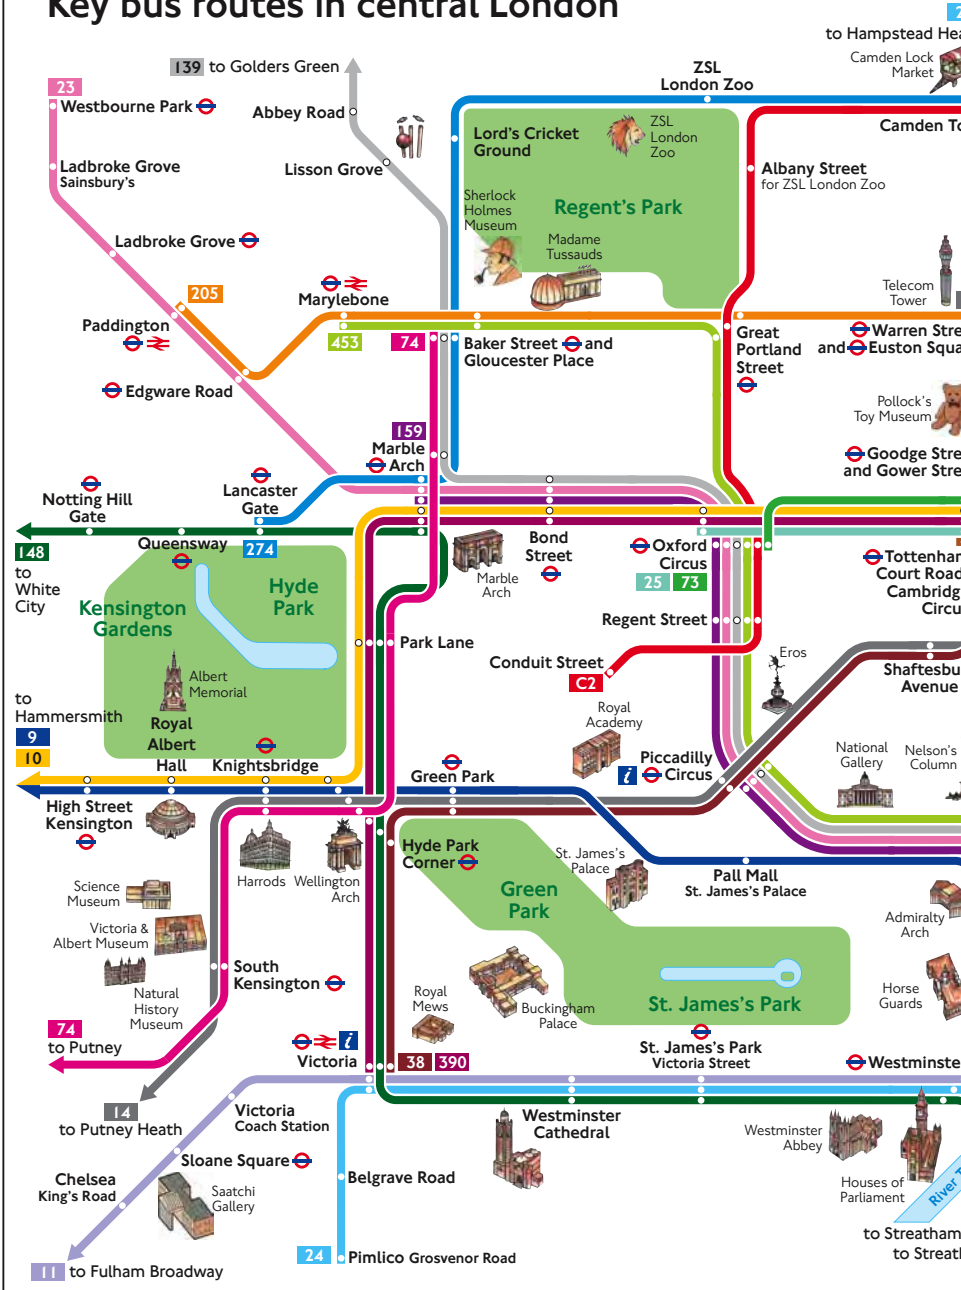 Key bus routes in central London
to Hampstead Hea
139 to Golders Green
23
Westbourne Park
Abbey Road
Ladbroke Grove
Sainsbury's
Lisson Grove
Ladbroke Grove
205
Paddington
Marylebone
453
74
Edgware Road
ZSL
London Zoo
Camden Lock
Market
Camden To
Lord's Cricket
Ground
ZSL
London
Zoo
Albany Street
for ZSL London Zoo
Sherlock
Holmes
Museum
Regent's Park
Madame
Tussauds
Telecom
Tower
Baker Street and
Gloucester Place
Great
Portland
Street
Warren Stre
and Euston Squa
Pollock's
Toy Museum
Goodge Stre
and Gower Stre
159
Marble
Arch
Notting Hill
Gate
Lancaster
Gate
274
Queensway
148
to
White
City
Kensington
Gardens
Hyde
Park
Marble
Arch
Bond
Street
Oxford
Circus
25 73
Tottenham
Court Road
Cambridg
Circu
Regent Street
Park Lane
Conduit Street
C2
Eros
Shaftesbu
Avenue
Albert
Memorial
to
Hammersmith
9
10
Royal
Albert
Hall
Knightsbridge
Royal
Academy
Piccadilly
i Circus
National
Gallery
Nelson's
Column
Green Park
High Street
Kensington
Harrods
Wellington
Arch
Hyde Park
Corner
St. James's
Palace
Pall Mall
St. James's Palace
Science
Museum
Green
Park
Admiralty
Arch
Victoria &
Albert Museum
Natural
History
Museum
South
Kensington
Royal
Mews
Buckingham
Palace
St. James's Park
Horse
Guards
74
to Putney
i
Victoria
38 390
St. James's Park
Victoria Street
Westminste
14
to Putney Heath
Victoria
Coach Station
Westminster
Cathedral
Westminster
Abbey
Sloane Square
Chelsea
King's Road
Saatchi
Gallery
Belgrave Road
Houses of
Parliament
River T
to Streatham
to Streat
24 Pimlico Grosvenor Road
11 to Fulham Broadway